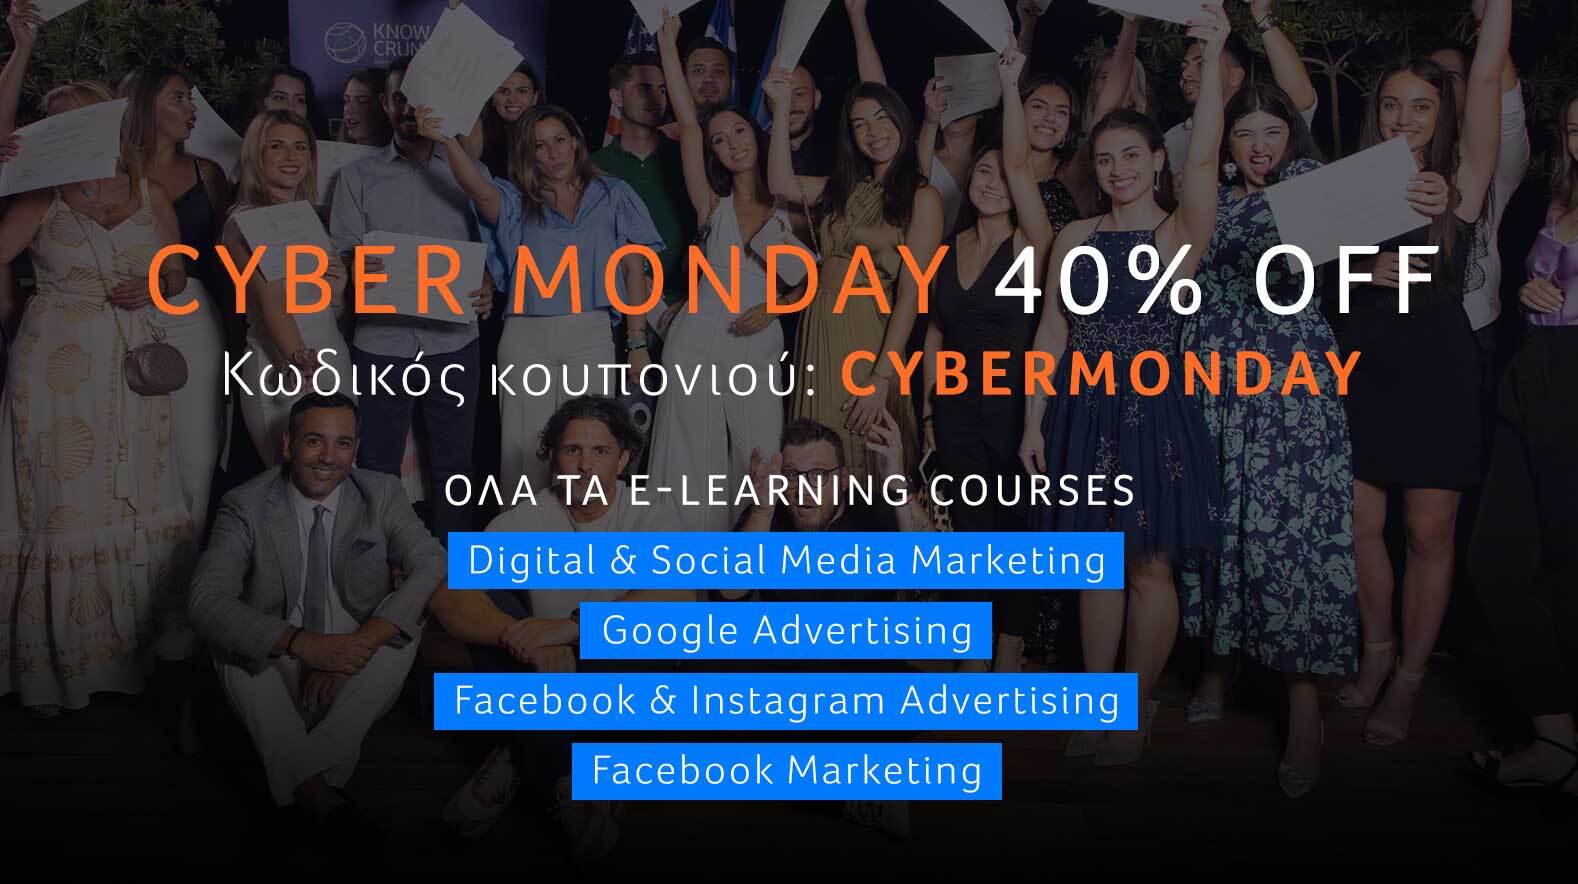 KNOW
CYBER MONDAY 40% OFF
Κωδικός κουπονιού: CYBERMONDAY
ΟΛΑ ΤΑ E-LEARNING COURSES
Digital & Social Media Marketing
Google Advertising
Facebook & Instagram Advertising
Facebook Marketing